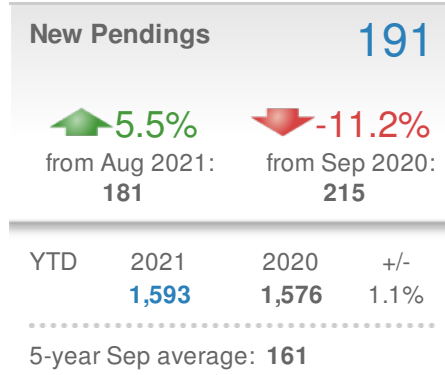 New Pendings 191
5.5% -11.2%
from Aug 2021: from Sep 2020:
181 215
YTD 2021 2020 +/-
1,593 1,576 1.1%
5-year Sep average: 161